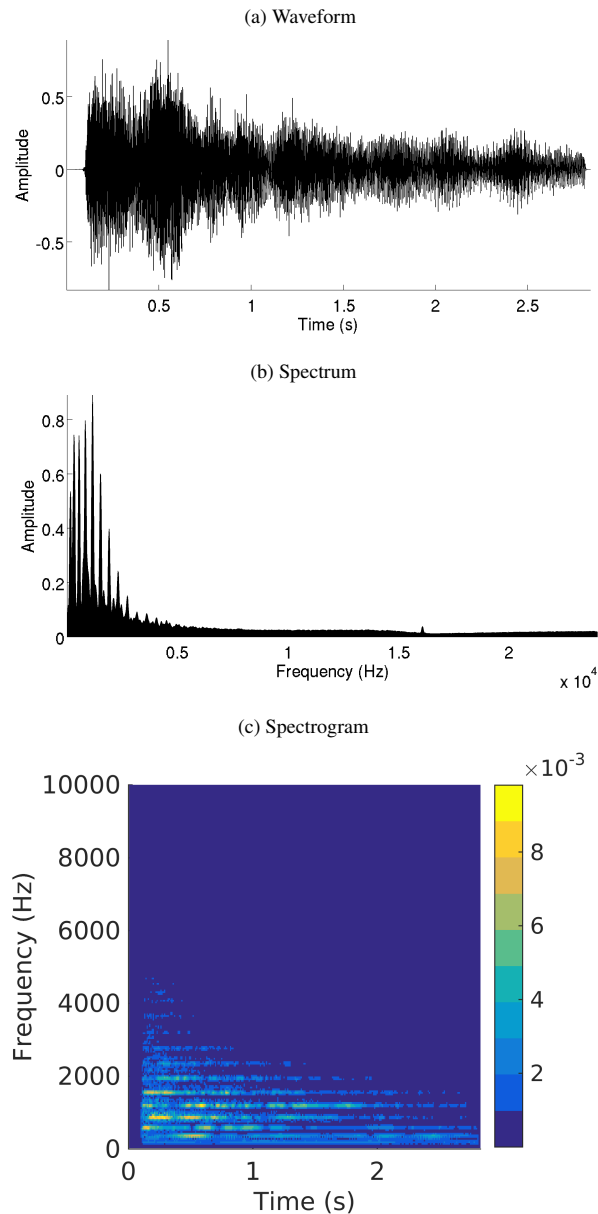 (a) Waveform
0.5
0
-0.5
Amplitude
0.5 1 1.5 2 2.5
Time (s)
(b) Spectrum
0.8
0.6
0.4
0.2
0
Amplitude
0.5 1 1.5 2
Frequency (Hz)
x 10^4
(c) Spectrogram
×10^-3
10000
8000
6000
4000
2000
0
Frequency (Hz)
8
6
4
2
0 1 2
Time (s)